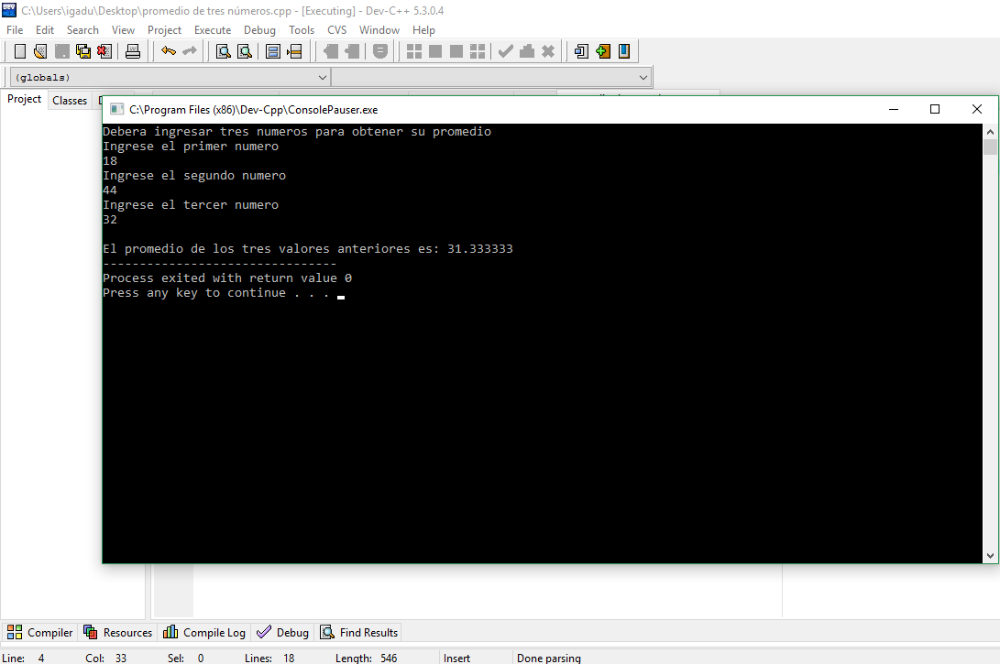 C:\Users\igadu\Desktop\promedio de tres números.cpp - [Executing] - Dev-C++ 5.3.0.4
File Edit Search View Project Execute Debug Tools CVS Window Help
(globals)
Project Classes
C:\Program Files (x86)\Dev-Cpp\ConsolePauser.exe
Debera ingresar tres numeros para obtener su promedio
Ingrese el primer numero
18
Ingrese el segundo numero
44
Ingrese el tercer numero
32
El promedio de los tres valores anteriores es: 31.333333
--------------------------------
Process exited with return value 0
Press any key to continue . . .
Compiler Resources Compile Log Debug Find Results
Line: 4 Col: 33 Sel: 0 Lines: 18 Length: 546 Insert Done parsing